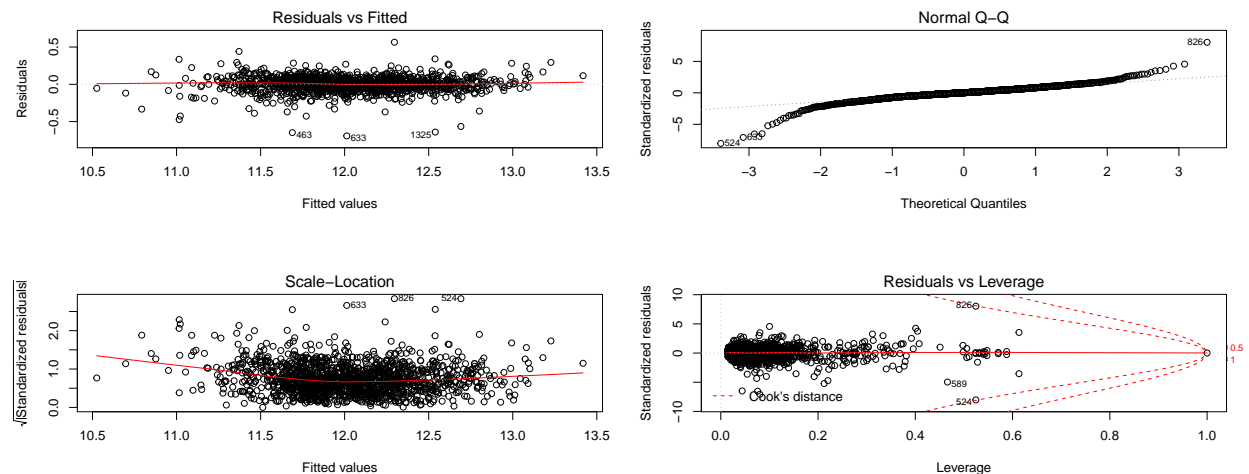 Residuals vs Fitted
Residuals
0.5
0.0
−0.5
463
633
1325
10.5 11.0 11.5 12.0 12.5 13.0 13.5
Fitted values
Normal Q−Q
Standardized residuals
5
0
−5
826
633
524
−3 −2 −1 0 1 2 3
Theoretical Quantiles
Scale−Location
√|Standardized residuals|
2.0
1.0
0.0
633
826
524
10.5 11.0 11.5 12.0 12.5 13.0 13.5
Fitted values
Residuals vs Leverage
Standardized residuals
10
5
0
−5
−10
826
589
524
0.5
1
Cook's distance
0.0 0.2 0.4 0.6 0.8 1.0
Leverage